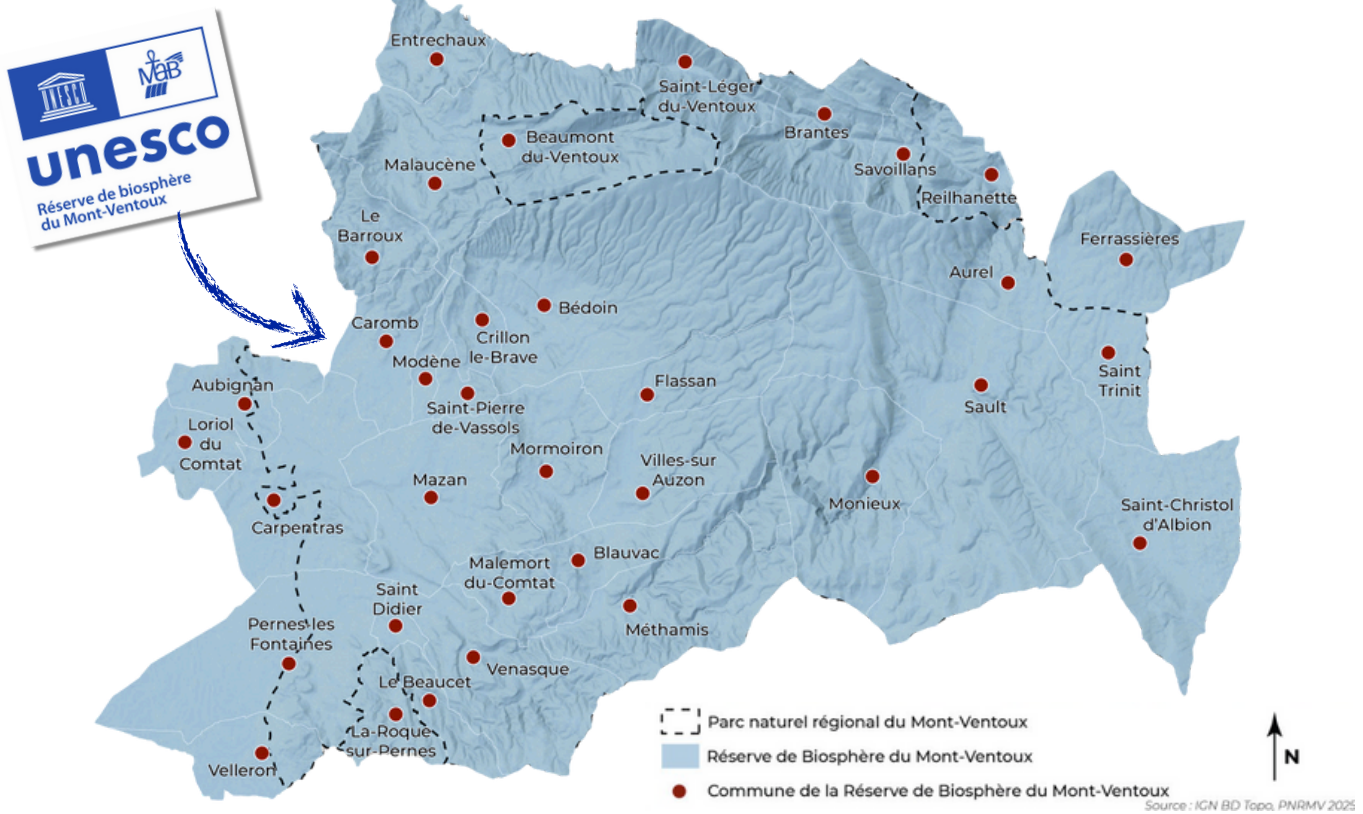 UNESCO
MaB
unesco
Réserve de biosphère
du Mont-Ventoux
Entrechaux
Saint-Léger
du-Ventoux
Brantes
Beaumont
du-Ventoux
Malaucène
Savoillans
Reilhanette
Le
Barroux
Ferrassières
Aurel
Bédoin
Caromb
Crillon
le-Brave
Modène
Saint
Trinit
Aubignan
Flassan
Sault
Saint-Pierre
de-Vassols
Loriol
du
Comtat
Mormoiron
Villes-sur
Auzon
Mazan
Monieux
Saint-Christol
d'Albion
Carpentras
Blauvac
Malemort
du-Comtat
Saint
Didier
Pernes-les
Fontaines
Méthamis
Venasque
Le Beaucet
La-Roque
sur-Pernes
Velleron
Parc naturel régional du Mont-Ventoux
Réserve de Biosphère du Mont-Ventoux
N
Commune de la Réserve de Biosphère du Mont-Ventoux
Source : IGN BD Topo, PNRMV 2025